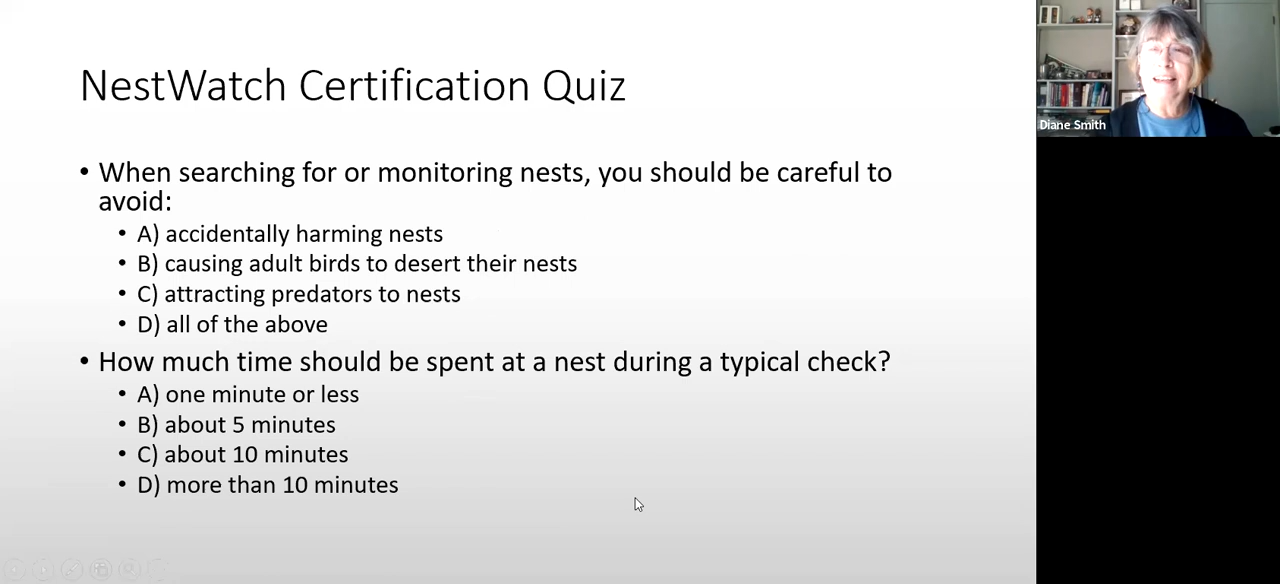 NestWatch Certification Quiz
• When searching for or monitoring nests, you should be careful to
avoid:
• A) accidentally harming nests
• B) causing adult birds to desert their nests
• C) attracting predators to nests
• D) all of the above
• How much time should be spent at a nest during a typical check?
• A) one minute or less
• B) about 5 minutes
• C) about 10 minutes
• D) more than 10 minutes
Diane Smith